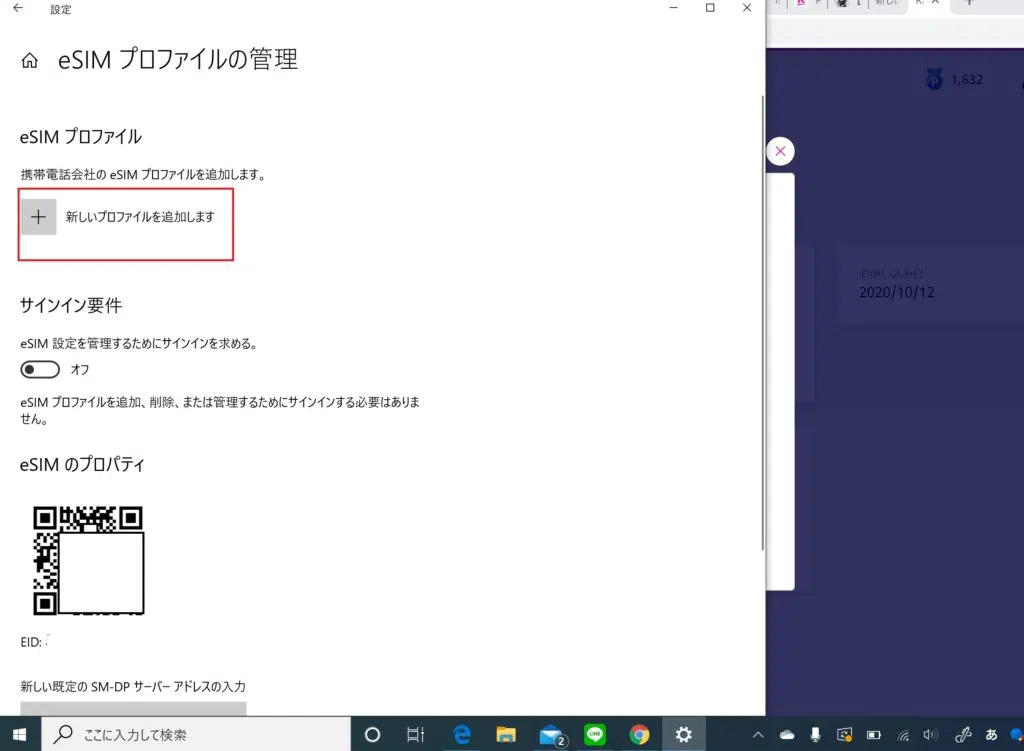 設定
eSIM プロファイルの管理
eSIM プロファイル
携帯電話会社の eSIM プロファイルを追加します。
新しいプロファイルを追加します
サインイン要件
eSIM 設定を管理するためにサインインを求める。
オフ
eSIM プロファイルを追加、削除、または管理するためにサインインする必要はありま
せん。
eSIM のプロパティ
EID:
新しい既定の SM-DP サーバー アドレスの入力
1,632
お申し込み日
2020/10/12
ここに入力して検索
2
LINE
あ